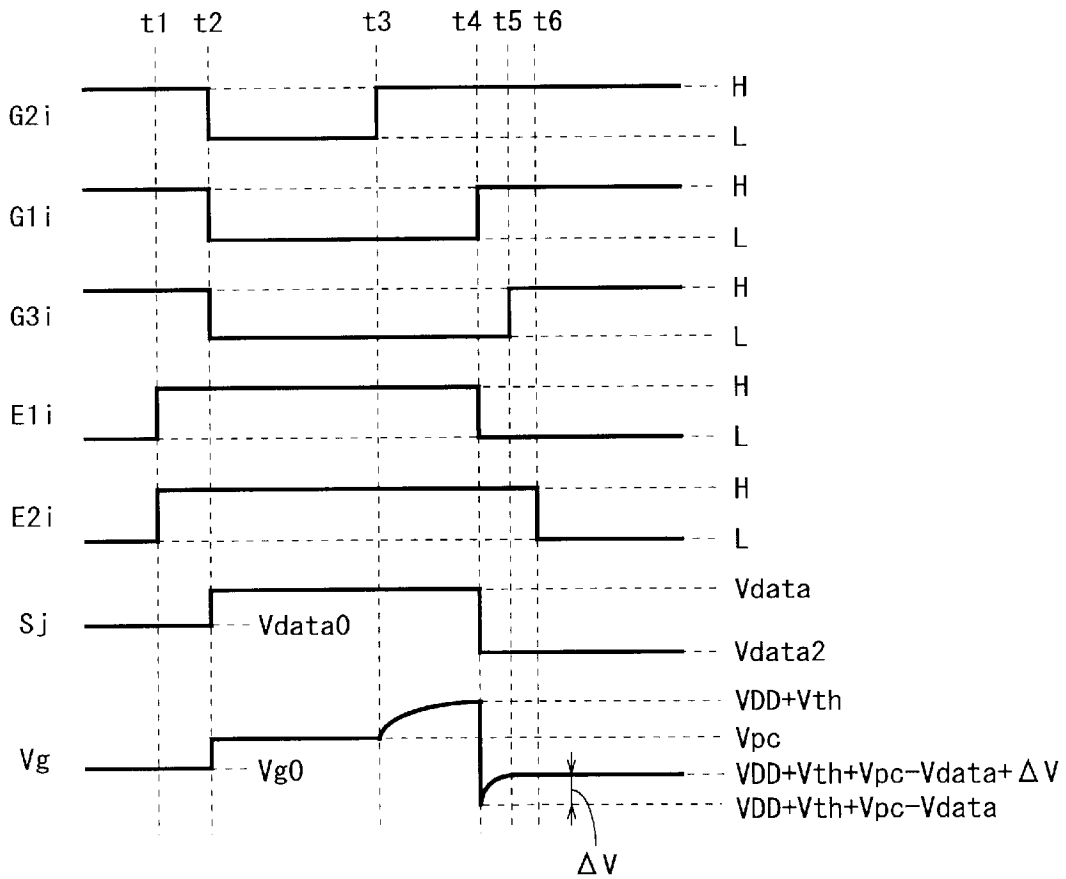 t1 t2 t3 t4 t5 t6
G2i H
L
G1i H
L
G3i H
L
E1i H
L
E2i H
L
Sj Vdata
Vdata0
Vdata2
VDD+Vth
Vpc
Vg Vg0
VDD+Vth+Vpc-Vdata+ΔV
VDD+Vth+Vpc-Vdata
ΔV